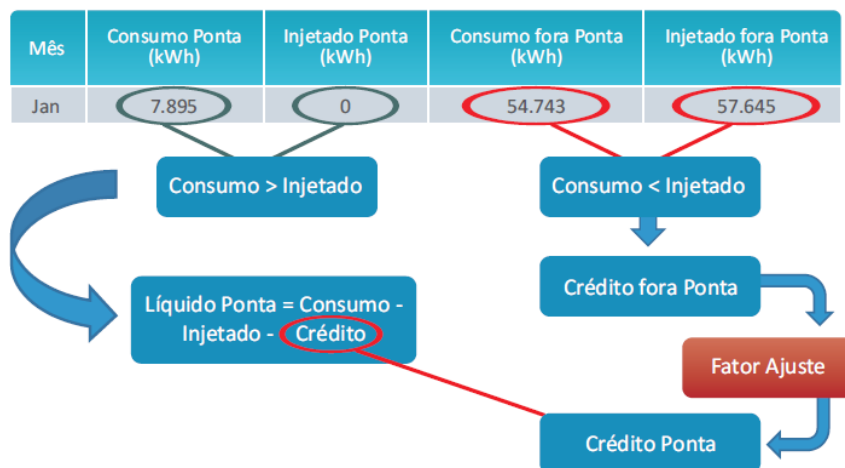 Mês
Consumo Ponta
(kWh)
Injetado Ponta
(kWh)
Consumo fora Ponta
(kWh)
Injetado fora Ponta
(kWh)
Jan
7.895
0
54.743
57.645
Consumo > Injetado
Consumo < Injetado
Crédito fora Ponta
Líquido Ponta = Consumo -
Injetado - Crédito
Fator Ajuste
Crédito Ponta